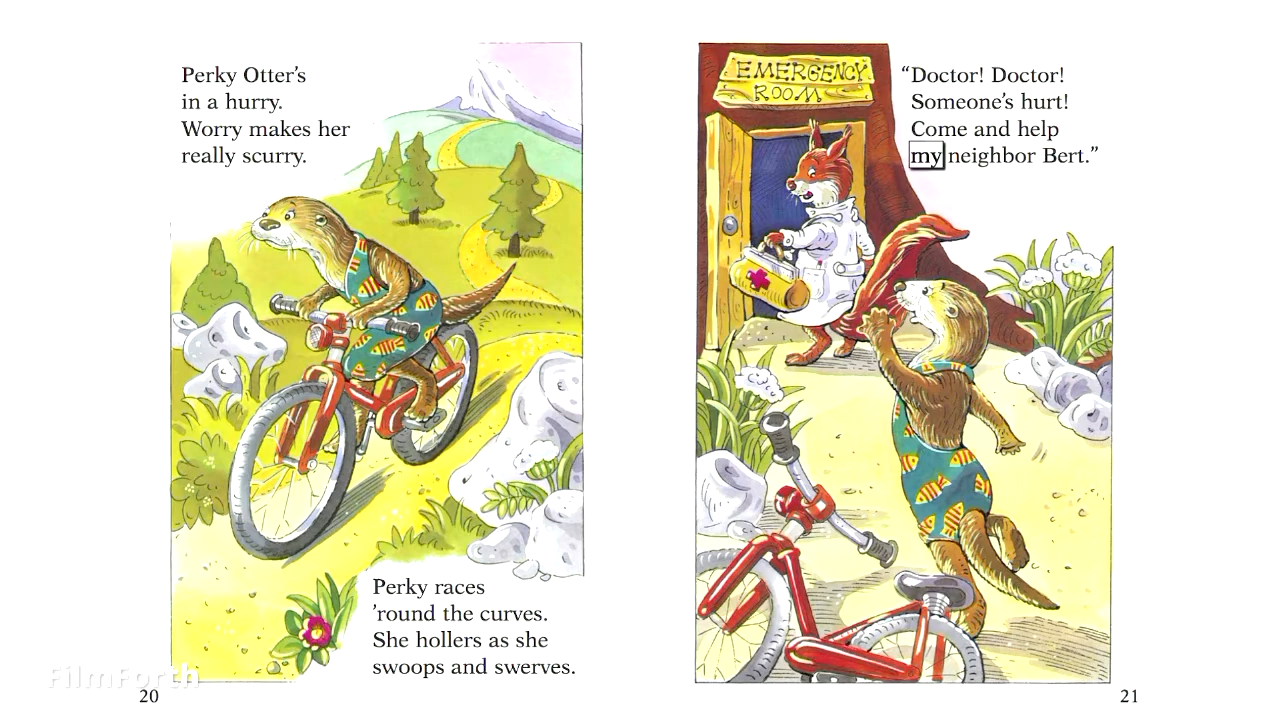 Perky Otter’s
in a hurry.
Worry makes her
really scurry.
Perky races
’round the curves.
She hollers as she
swoops and swerves.
FilmForth
20
EMERGENCY
ROOM
“Doctor! Doctor!
Someone’s hurt!
Come and help
my neighbor Bert.”
21